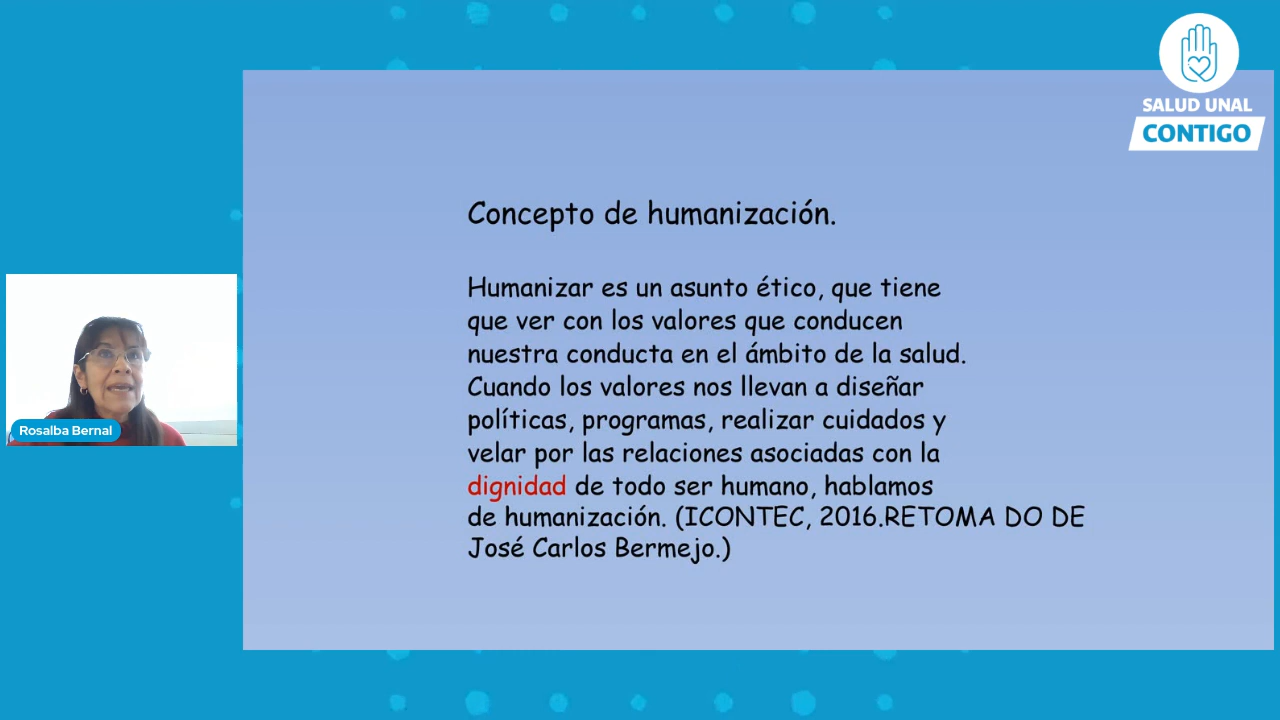 SALUD UNAL
CONTIGO
Concepto de humanización.
Humanizar es un asunto ético, que tiene
que ver con los valores que conducen
nuestra conducta en el ámbito de la salud.
Cuando los valores nos llevan a diseñar
políticas, programas, realizar cuidados y
velar por las relaciones asociadas con la
dignidad de todo ser humano, hablamos
de humanización. (ICONTEC, 2016.RETOMA DO DE
José Carlos Bermejo.)
Rosalba Bernal